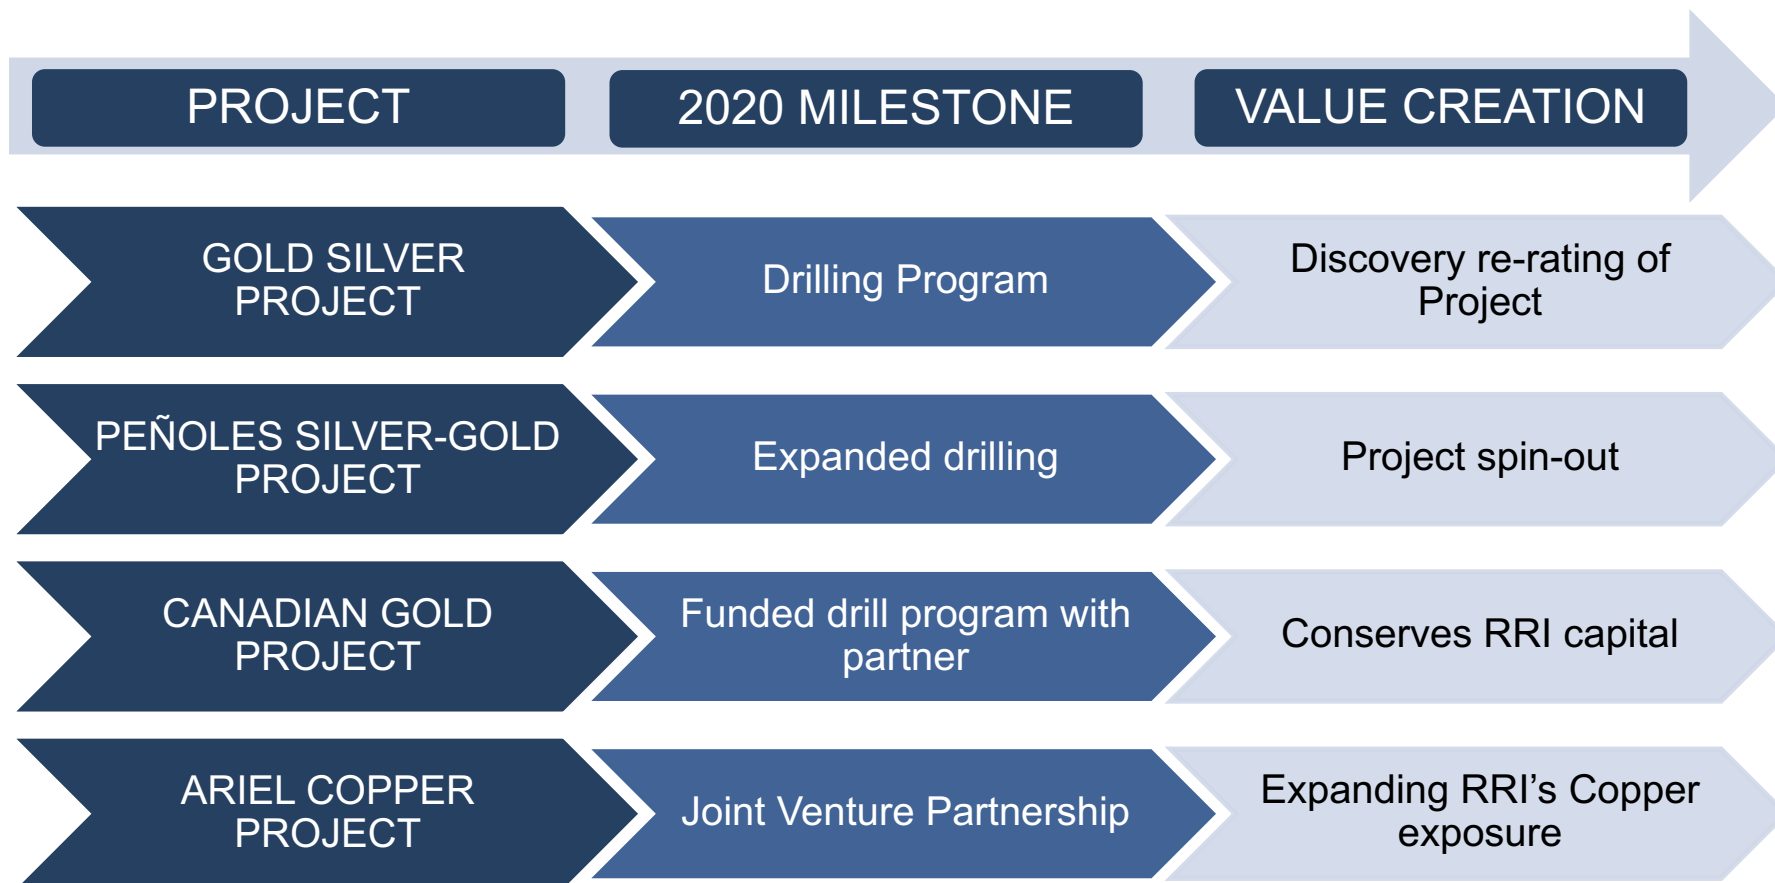 PROJECT
2020 MILESTONE
VALUE CREATION
GOLD SILVER
PROJECT
Drilling Program
Discovery re-rating of
Project
PEÑOLES SILVER-GOLD
PROJECT
Expanded drilling
Project spin-out
CANADIAN GOLD
PROJECT
Funded drill program with
partner
Conserves RRI capital
ARIEL COPPER
PROJECT
Joint Venture Partnership
Expanding RRI’s Copper
exposure